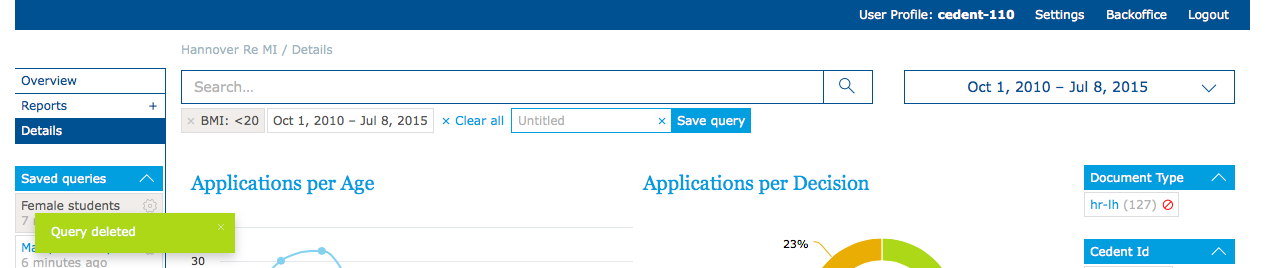 User Profile: cedent-110 Settings Backoffice Logout
Hannover Re MI / Details
Overview
Reports +
Details
Search...
Oct 1, 2010 – Jul 8, 2015
× BMI: <20 Oct 1, 2010 – Jul 8, 2015 × Clear all Untitled × Save query
Saved queries
Female students
7
Query deleted ×
Ma
6 minutes ago
Applications per Age
30
Applications per Decision
23%
Document Type
hr-lh (127)
Cedent Id